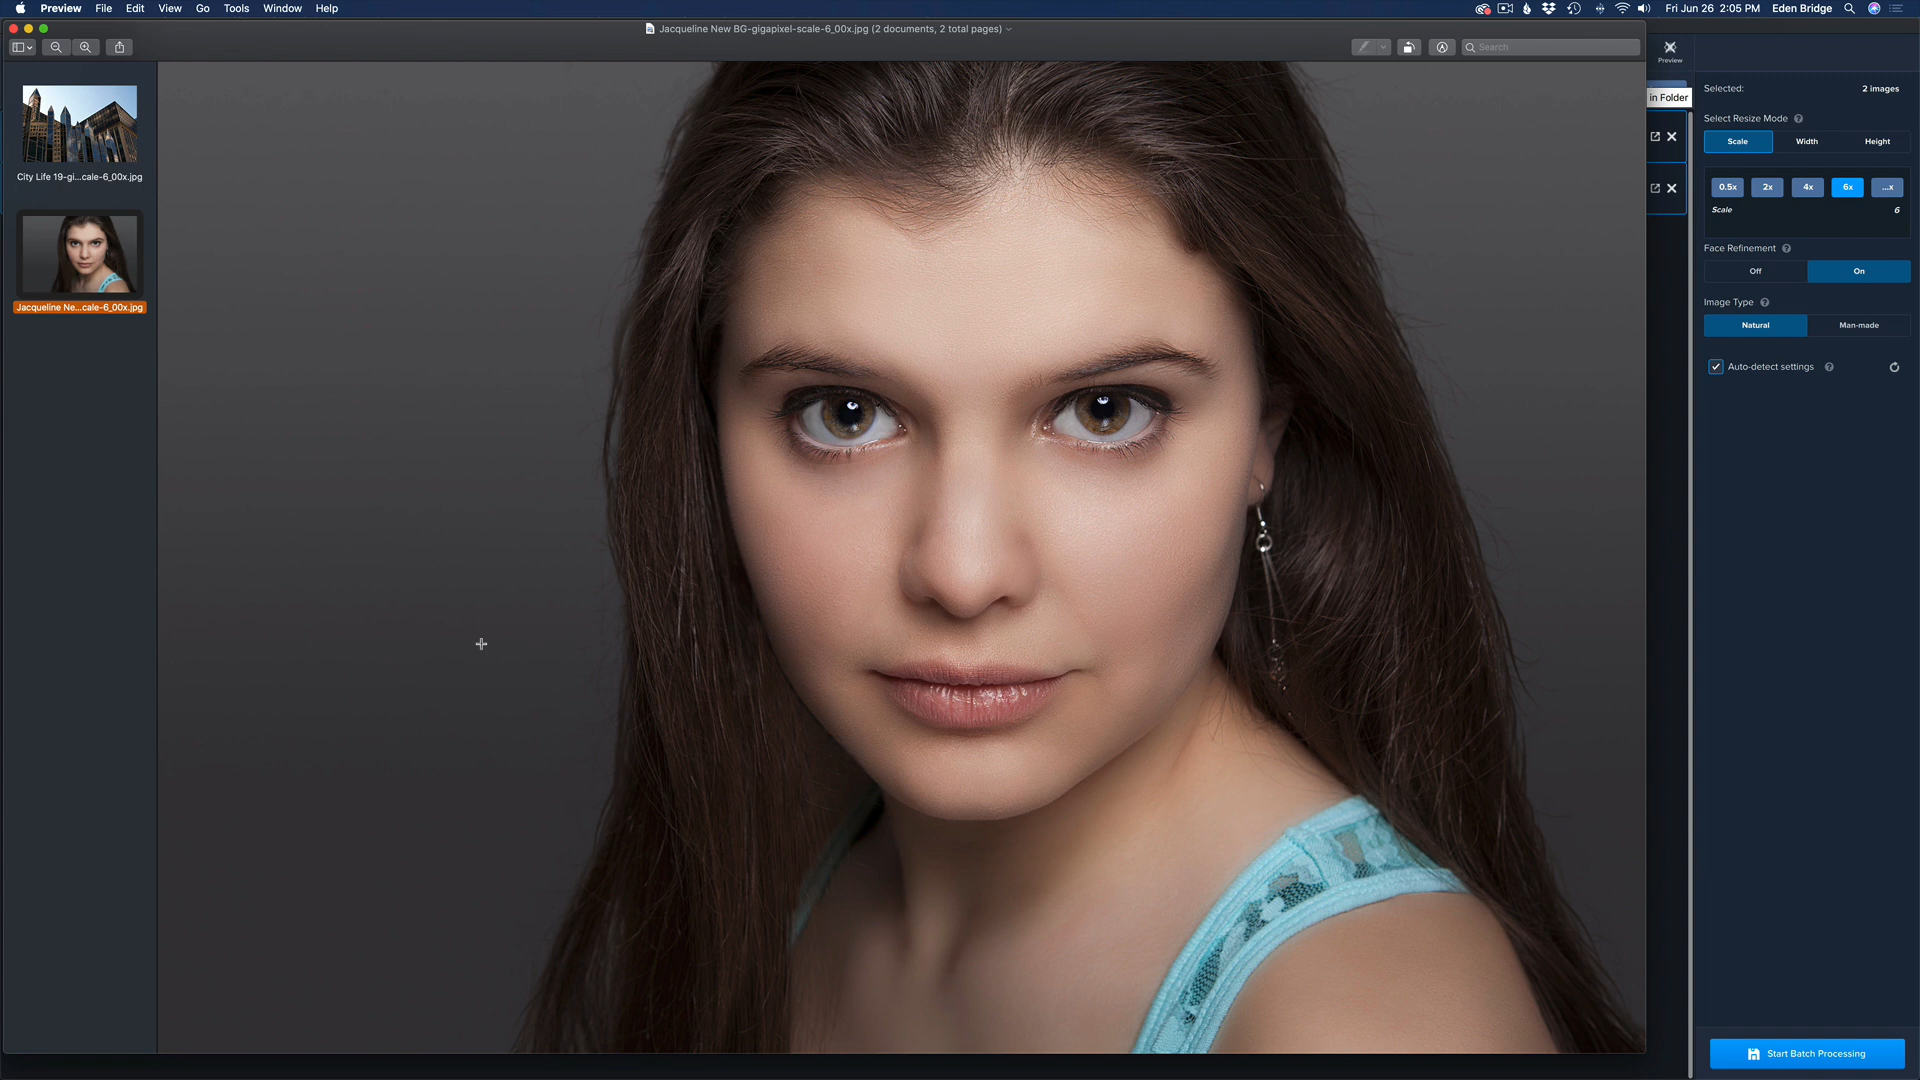 Preview File Edit View Go Tools Window Help
Fri Jun 26 2:05 PM Eden Bridge
Jacqueline New BG-gigapixel-scale-6_00x.jpg (2 documents, 2 total pages)
Search
Preview
in Folder
City Life 19-gi...cale-6_00x.jpg
Jacqueline Ne...cale-6_00x.jpg
Selected: 2 images
Select Resize Mode ?
Scale Width Height
0.5x 2x 4x 6x ...x
Scale 6
Face Refinement ?
Off On
Image Type ?
Natural Man-made
Auto-detect settings ?
Start Batch Processing